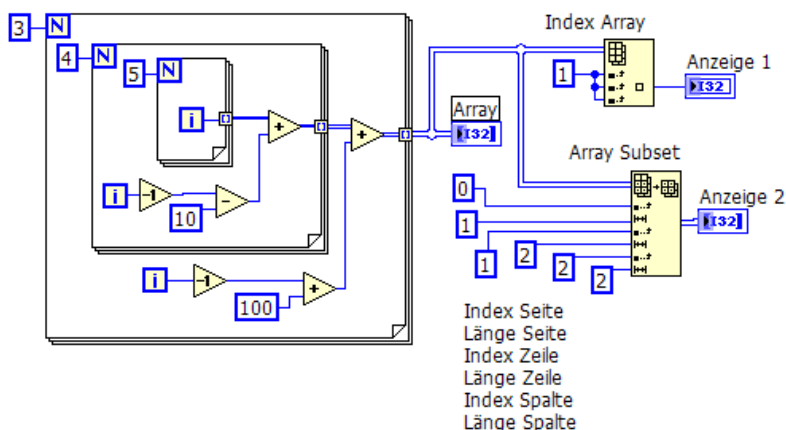 Index Array
3 N
4 N
5 N
i
+
+
1
Anzeige 1
I32
Array
I32]
Array Subset
i
-1
-
10
0
1
1
2
2
2
Anzeige 2
I32]
i
-1
+
100
Index Seite
Länge Seite
Index Zeile
Länge Zeile
Index Spalte
Länge Spalte